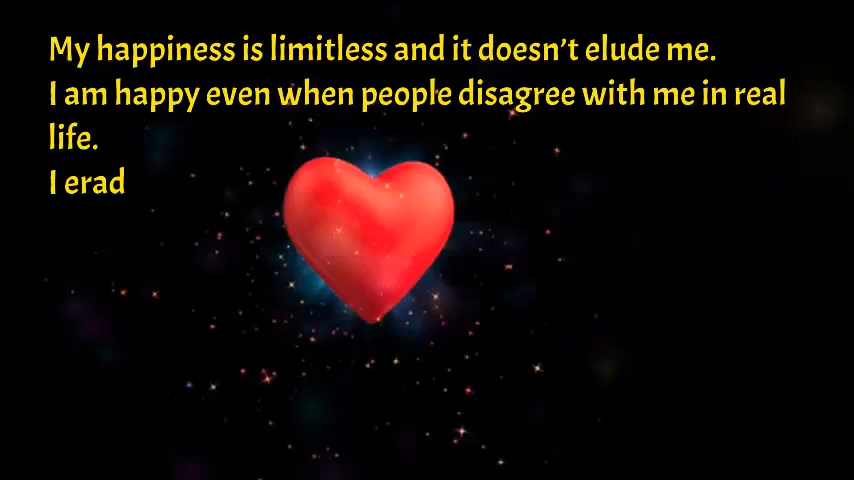 My happiness is limitless and it doesn’t elude me.
I am happy even when people disagree with me in real
life.
I erad